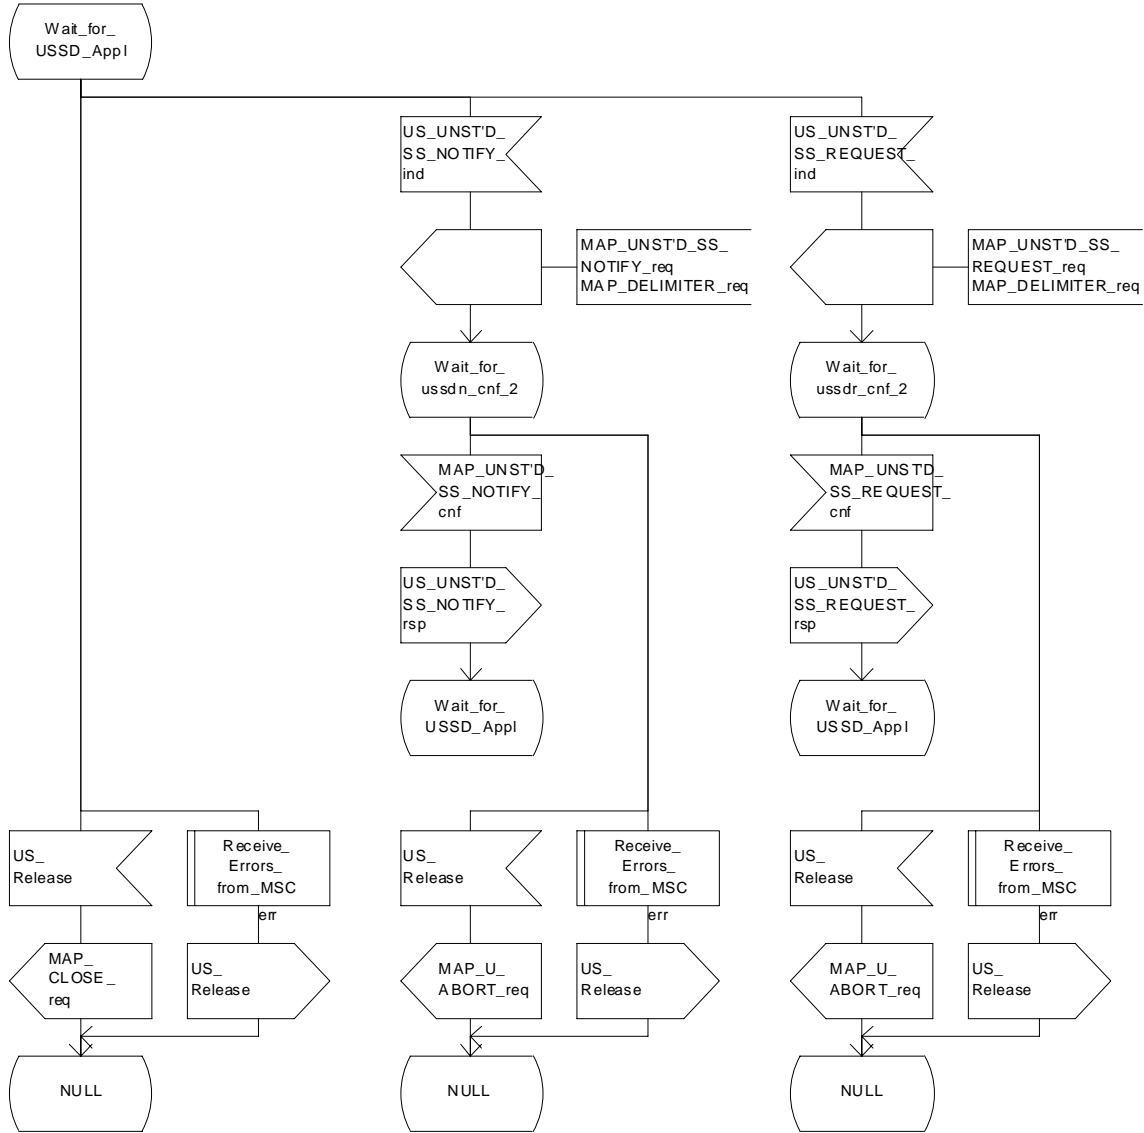 Wait_for_
USSD_Appl
US_UNST'D_
SS_NOTIFY_
ind
US_UNST'D_
SS_REQUEST_
ind
MAP_UNST'D_SS_
NOTIFY_req
MAP_DELIMITER_req
MAP_UNST'D_SS_
REQUEST_req
MAP_DELIMITER_req
Wait_for_
ussdn_cnf_2
Wait_for_
ussdr_cnf_2
MAP_UNST'D_
SS_NOTIFY_
cnf
MAP_UNST'D_
SS_REQUEST_
cnf
US_UNST'D_
SS_NOTIFY_
rsp
US_UNST'D_
SS_REQUEST_
rsp
Wait_for_
USSD_Appl
Wait_for_
USSD_Appl
US_
Release
Receive_
Errors_
from_MSC
err
US_
Release
Receive_
Errors_
from_MSC
err
US_
Release
Receive_
Errors_
from_MSC
err
MAP_
CLOSE_
req
US_
Release
MAP_U_
ABORT_req
US_
Release
MAP_U_
ABORT_req
US_
Release
NULL
NULL
NULL